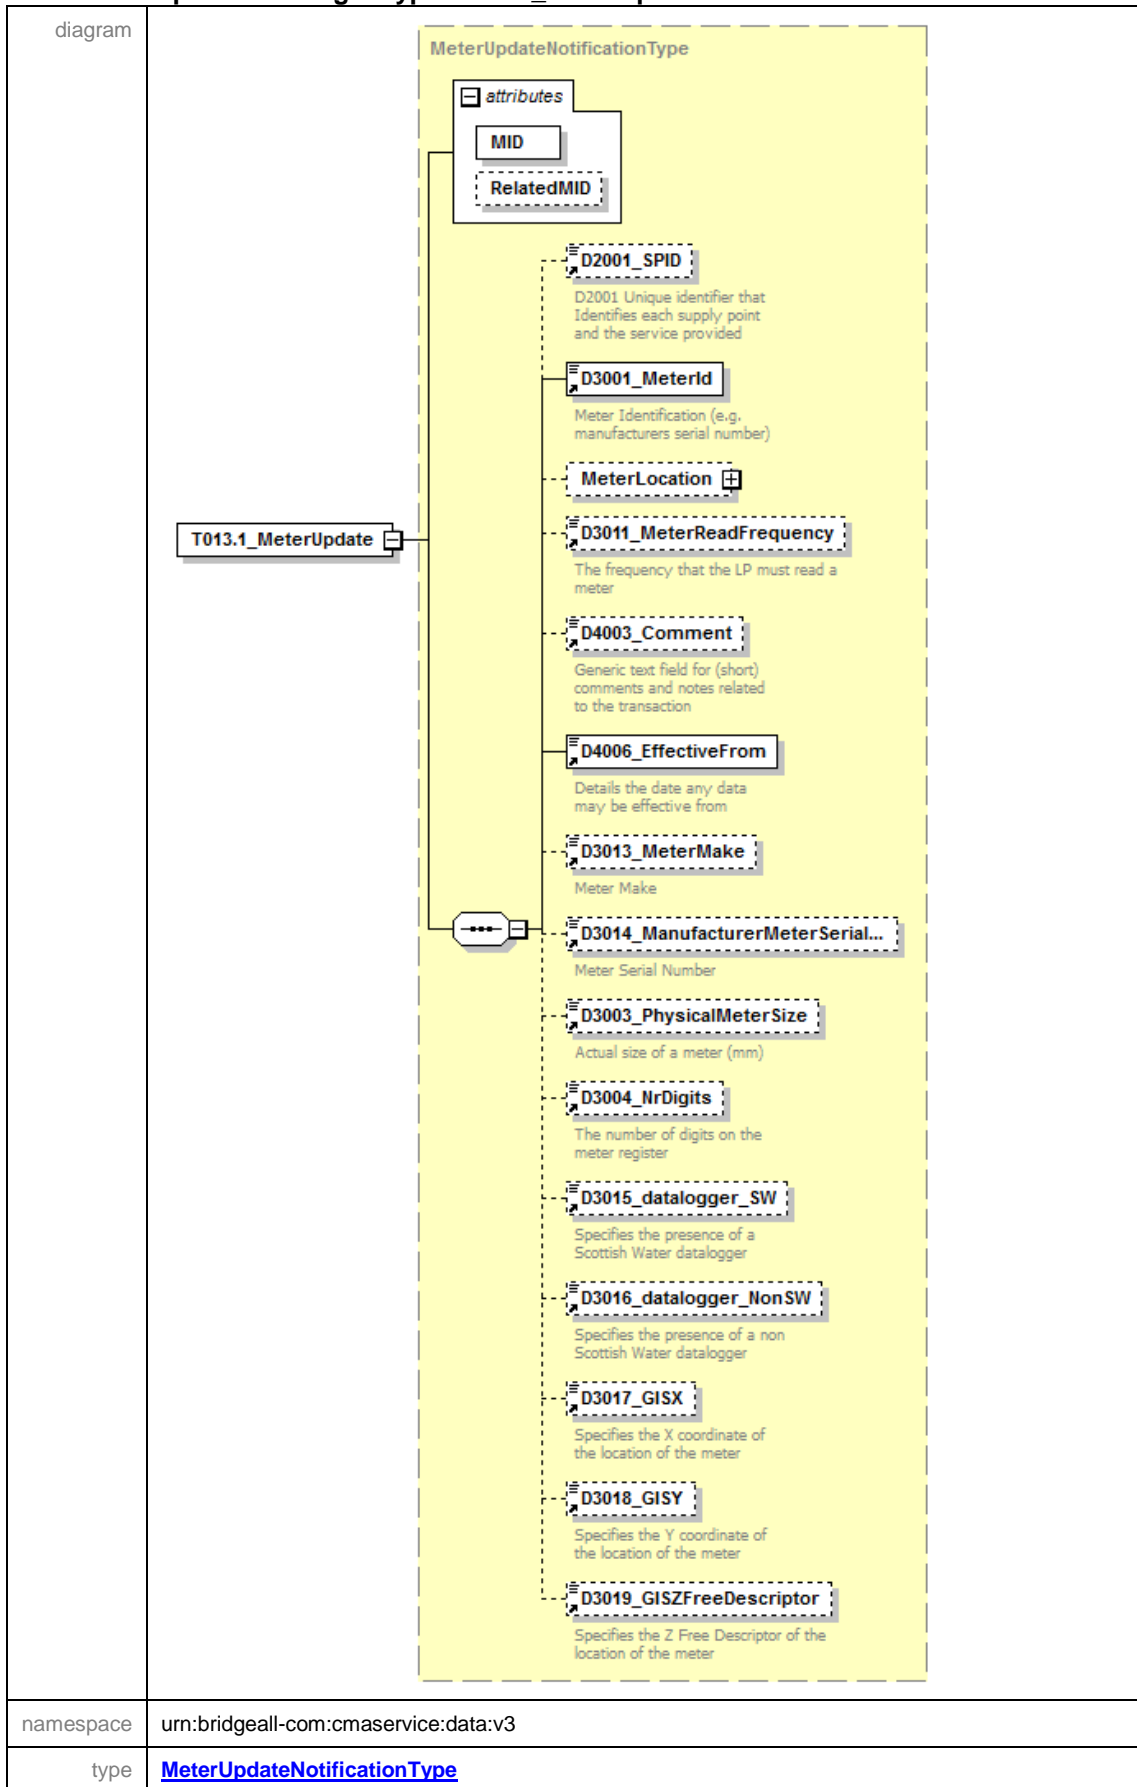 diagram
MeterUpdateNotificationType
attributes
MID
RelatedMID
D2001_SPID
D2001 Unique identifier that
Identifies each supply point
and the service provided
D3001_MeterId
Meter Identification (e.g.
manufacturers serial number)
MeterLocation
T013.1_MeterUpdate
D3011_MeterReadFrequency
The frequency that the LP must read a
meter
D4003_Comment
Generic text field for (short)
comments and notes related
to the transaction
D4006_EffectiveFrom
Details the date any data
may be effective from
D3013_MeterMake
Meter Make
D3014_ManufacturerMeterSerial...
Meter Serial Number
D3003_PhysicalMeterSize
Actual size of a meter (mm)
D3004_NrDigits
The number of digits on the
meter register
D3015_datalogger_SW
Specifies the presence of a
Scottish Water datalogger
D3016_datalogger_NonSW
Specifies the presence of a non
Scottish Water datalogger
D3017_GISX
Specifies the X coordinate of
the location of the meter
D3018_GISY
Specifies the Y coordinate of
the location of the meter
D3019_GISZFreeDescriptor
Specifies the Z Free Descriptor of the
location of the meter
namespace
urn:bridgeall-com:cmaservice:data:v3
type
MeterUpdateNotificationType